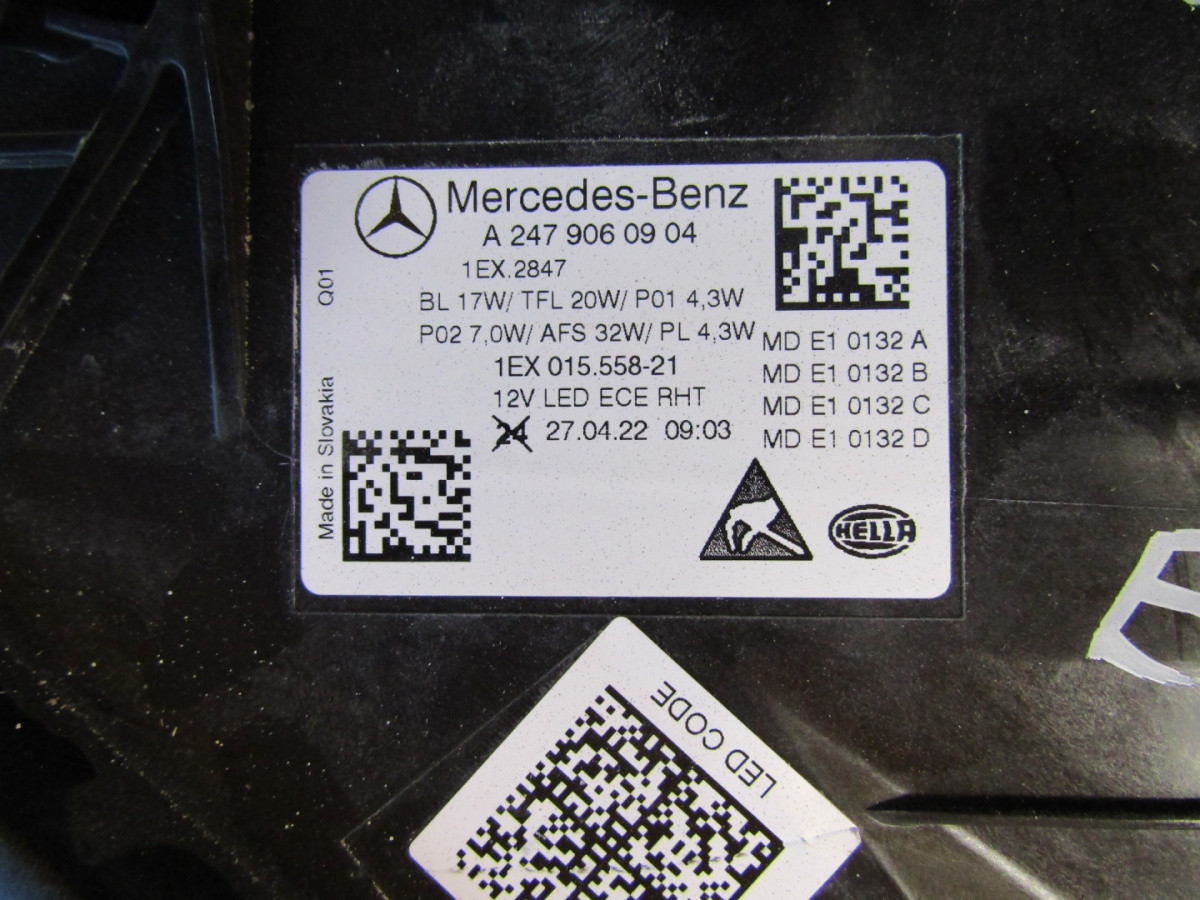 Mercedes-Benz
A 247 906 09 04
1EX.2847
BL 17W/ TFL 20W/ P01 4,3W
P02 7,0W/ AFS 32W/ PL 4,3W
1EX 015.558-21
12V LED ECE RHT
24 27.04.22 09:03
MD E1 0132 A
MD E1 0132 B
MD E1 0132 C
MD E1 0132 D
Q01
Made in Slovakia
HELLA
LED CODE